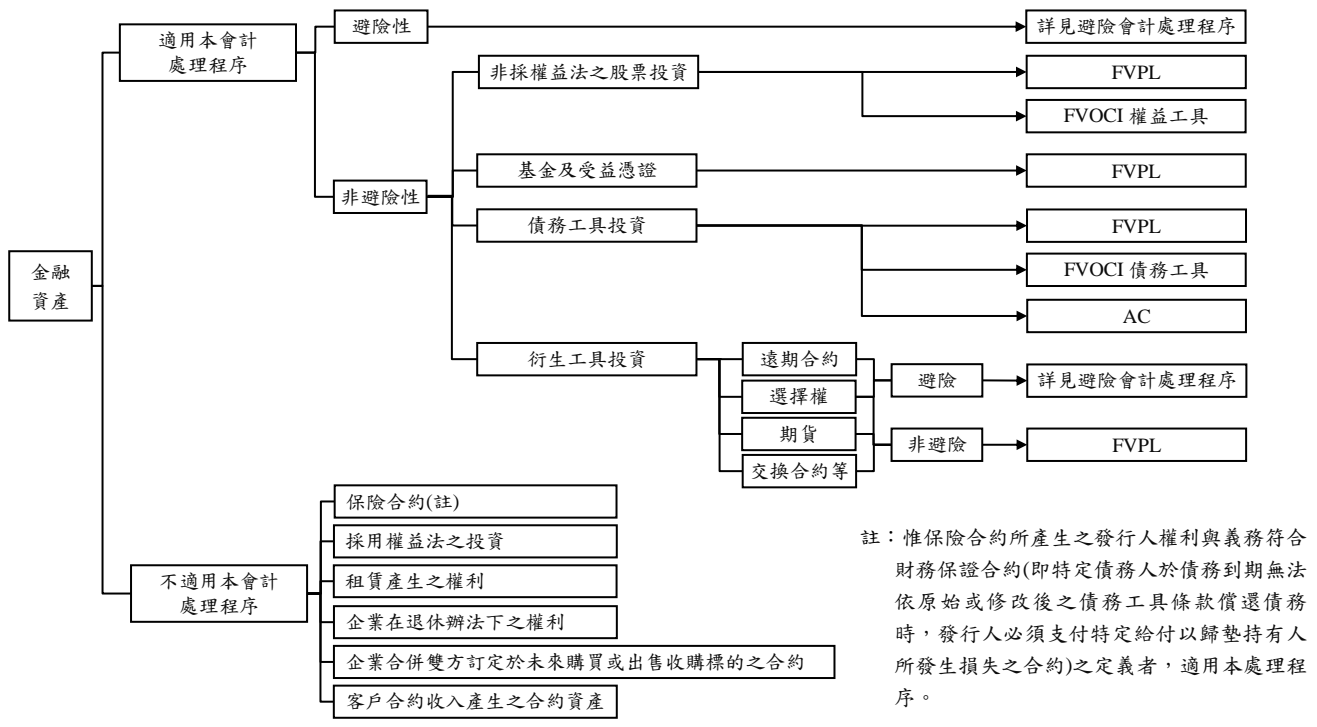 適用本會計
處理程序
避險性
詳見避險會計處理程序
非採權益法之股票投資
FVPL
FVOCI 權益工具
非避險性
基金及受益憑證
FVPL
債務工具投資
FVPL
FVOCI 債務工具
AC
金融
資產
衍生工具投資
遠期合約
選擇權
期貨
交換合約等
避險
詳見避險會計處理程序
非避險
FVPL
不適用本會計
處理程序
保險合約(註)
採用權益法之投資
租賃產生之權利
企業在退休辦法下之權利
企業合併雙方訂定於未來購買或出售收購標的之合約
客戶合約收入產生之合約資產
註：惟保險合約所產生之發行人權利與義務符合
財務保證合約(即特定債務人於債務到期無法
依原始或修改後之債務工具條款償還債務
時，發行人必須支付特定給付以歸墊持有人
所發生損失之合約)之定義者，適用本處理程
序。